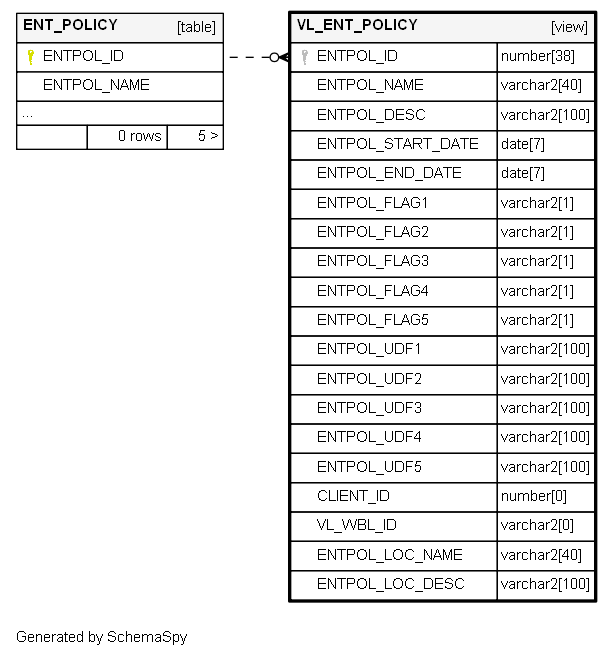 ENT_POLICY [table]
ENTPOL_ID
ENTPOL_NAME
...
0 rows 5 >
VL_ENT_POLICY [view]
ENTPOL_ID number[38]
ENTPOL_NAME varchar2[40]
ENTPOL_DESC varchar2[100]
ENTPOL_START_DATE date[7]
ENTPOL_END_DATE date[7]
ENTPOL_FLAG1 varchar2[1]
ENTPOL_FLAG2 varchar2[1]
ENTPOL_FLAG3 varchar2[1]
ENTPOL_FLAG4 varchar2[1]
ENTPOL_FLAG5 varchar2[1]
ENTPOL_UDF1 varchar2[100]
ENTPOL_UDF2 varchar2[100]
ENTPOL_UDF3 varchar2[100]
ENTPOL_UDF4 varchar2[100]
ENTPOL_UDF5 varchar2[100]
CLIENT_ID number[0]
VL_WBL_ID varchar2[0]
ENTPOL_LOC_NAME varchar2[40]
ENTPOL_LOC_DESC varchar2[100]
Generated by SchemaSpy